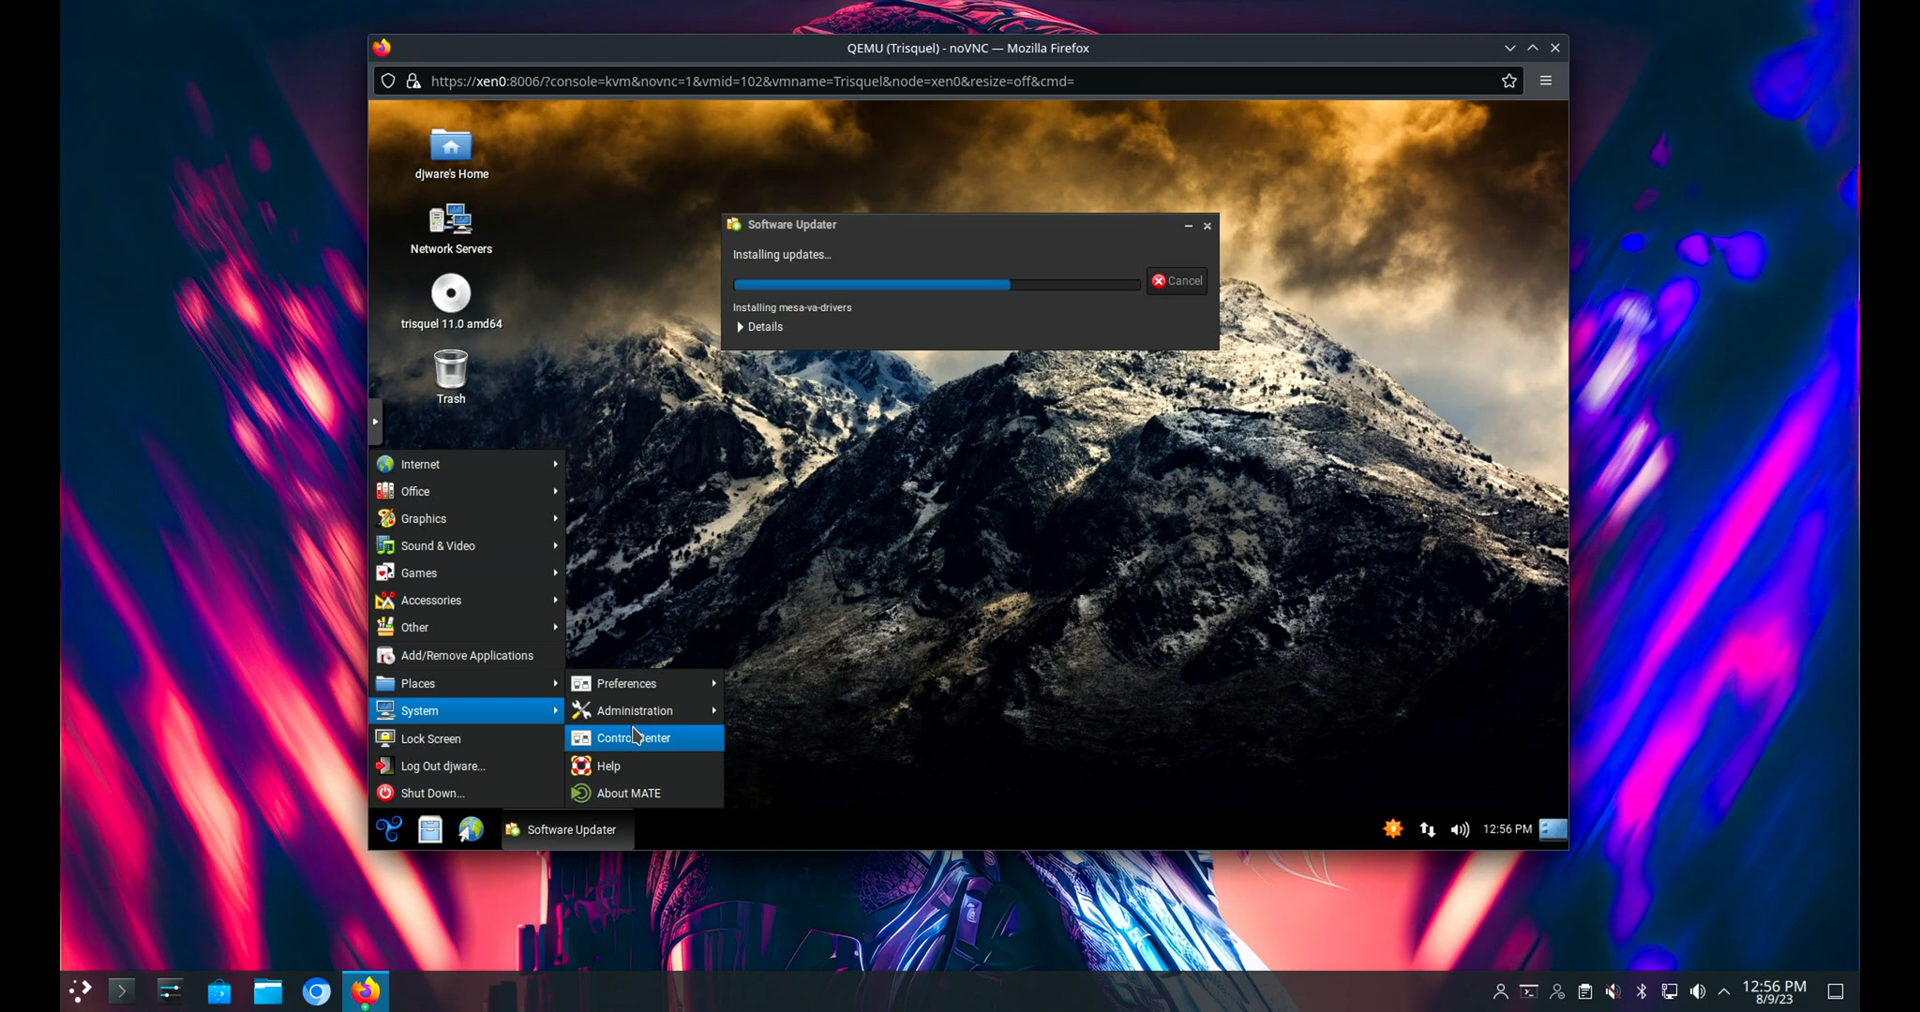 QEMU (Trisquel) - noVNC — Mozilla Firefox
https://xen0:8006/?console=kvm&novnc=1&vmid=102&vmname=Trisquel&node=xen0&resize=off&cmd=
djware's Home
Network Servers
trisquel 11.0 amd64
Trash
Software Updater
Installing updates...
Cancel
Installing mesa-va-drivers
Details
Internet
Office
Graphics
Sound & Video
Games
Accessories
Other
Add/Remove Applications
Places
System
Lock Screen
Log Out djware...
Shut Down...
Preferences
Administration
Control Center
Help
About MATE
Software Updater
12:56 PM
12:56 PM
8/9/23